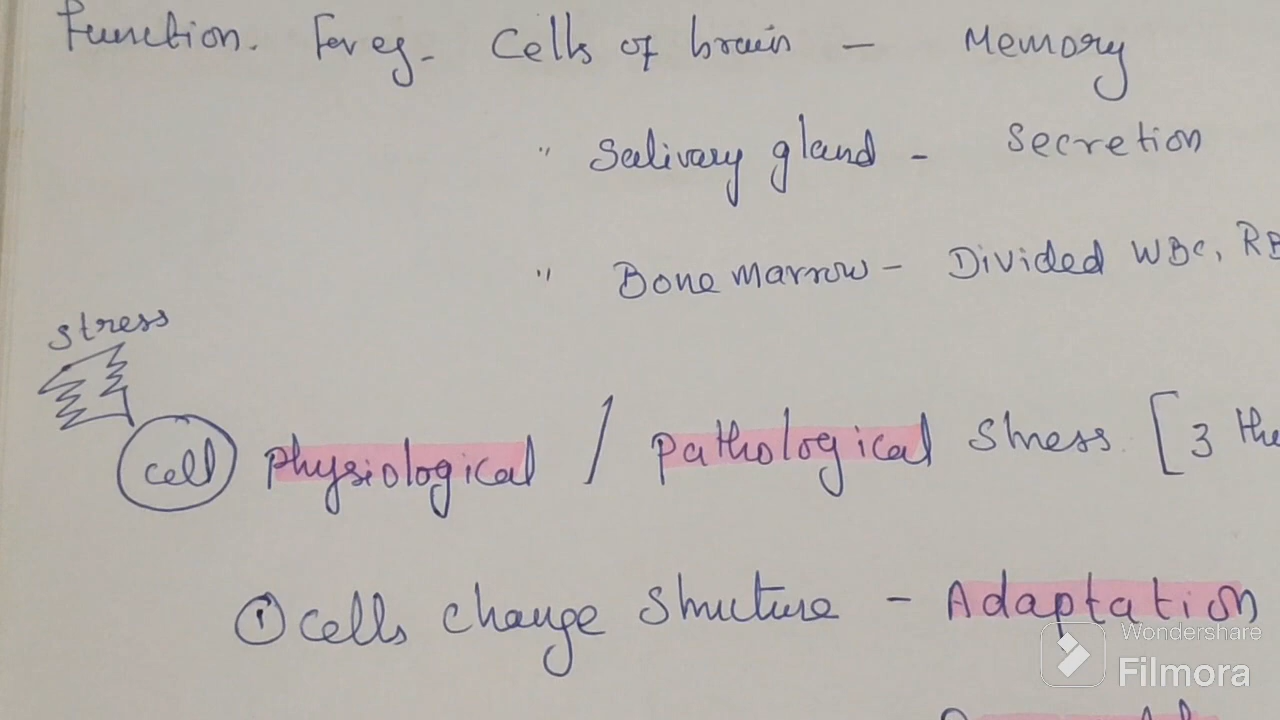 Function. For eg- Cells of brain - Memory
" Salivary gland - Secretion
" Bone marrow - Divided WBC, RB
stress
cell physiological / pathological stress. [3 the
① cells change structure - Adaptation
Wondershare
Filmora